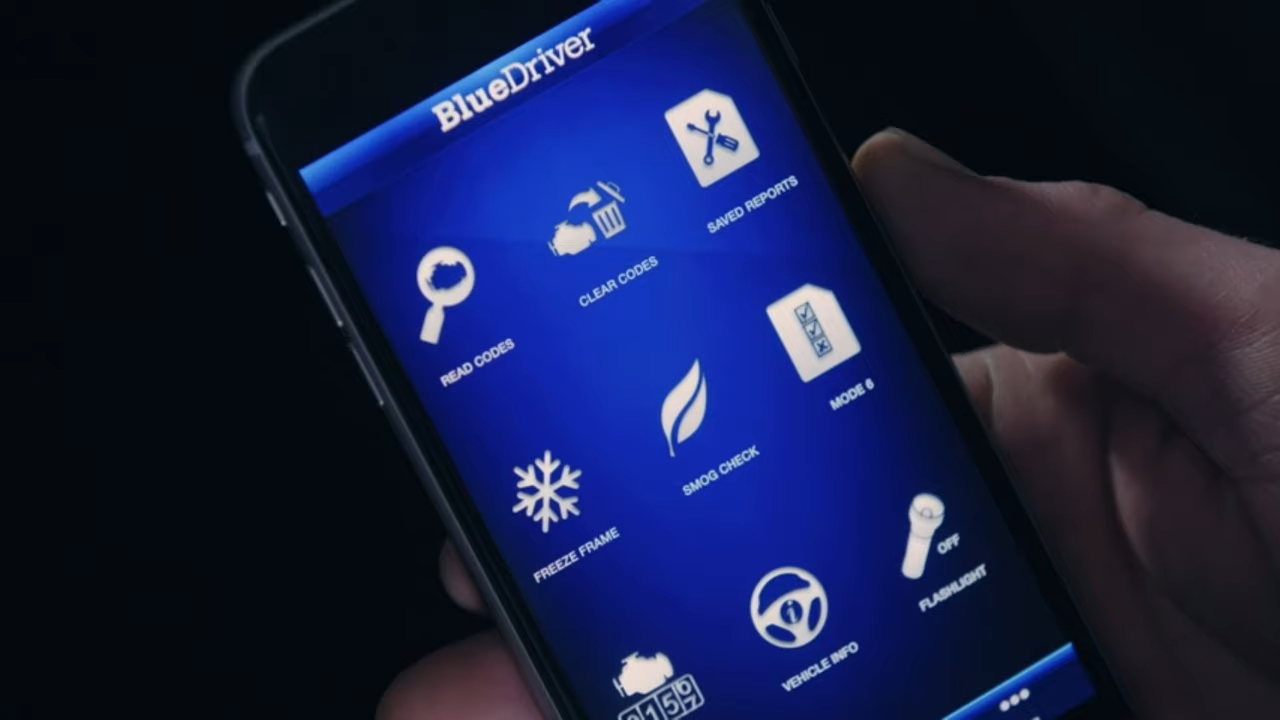 BlueDriver
READ CODES
CLEAR CODES
SAVED REPORTS
FREEZE FRAME
SMOG CHECK
MODE 6
VEHICLE INFO
OFF
FLASHLIGHT